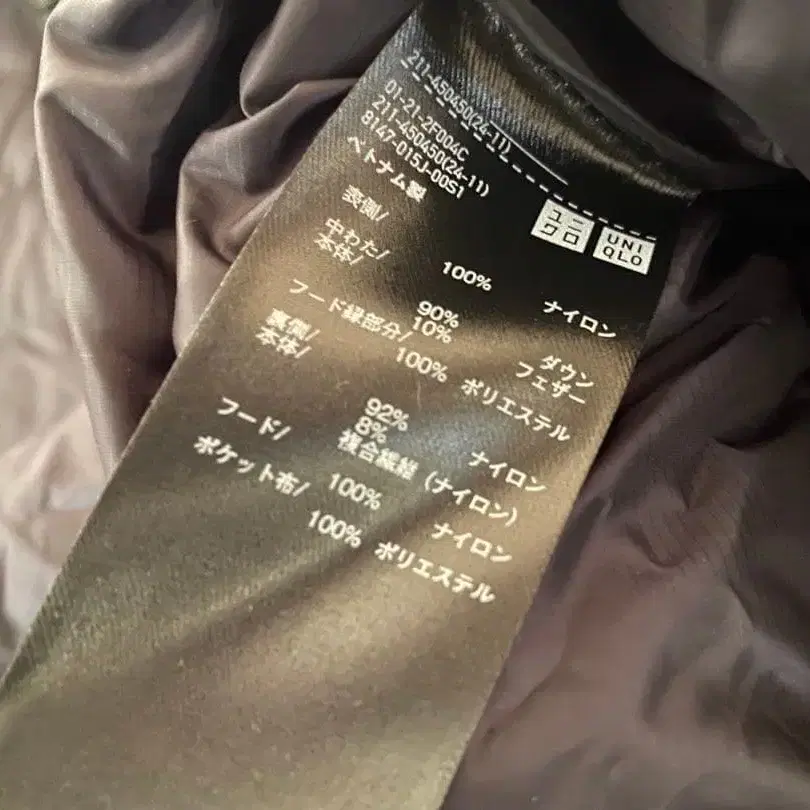 211-450450(24-11)
01-21-2F004C
211-450450(24-11)
8147-015J-00S1
ベトナム製
ユニ
クロ
UNI
QLO
表側/
100% ナイロン
中わた/
本体/
90% ダウン
10% フェザー
フード縁部分/
100% ポリエステル
裏側/
本体/
92% ナイロン
8% 複合繊維 (ナイロン)
フード/
100% ナイロン
ポケット布/
100% ポリエステル